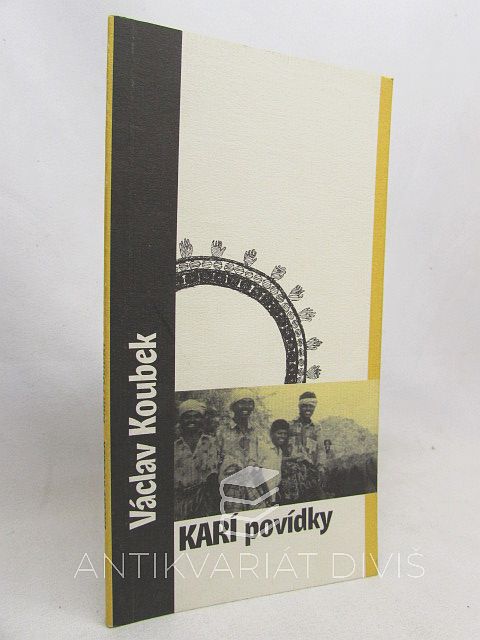 Václav Koubek
KARÍ povídky
ANTIKVARIÁT DIVIŠ